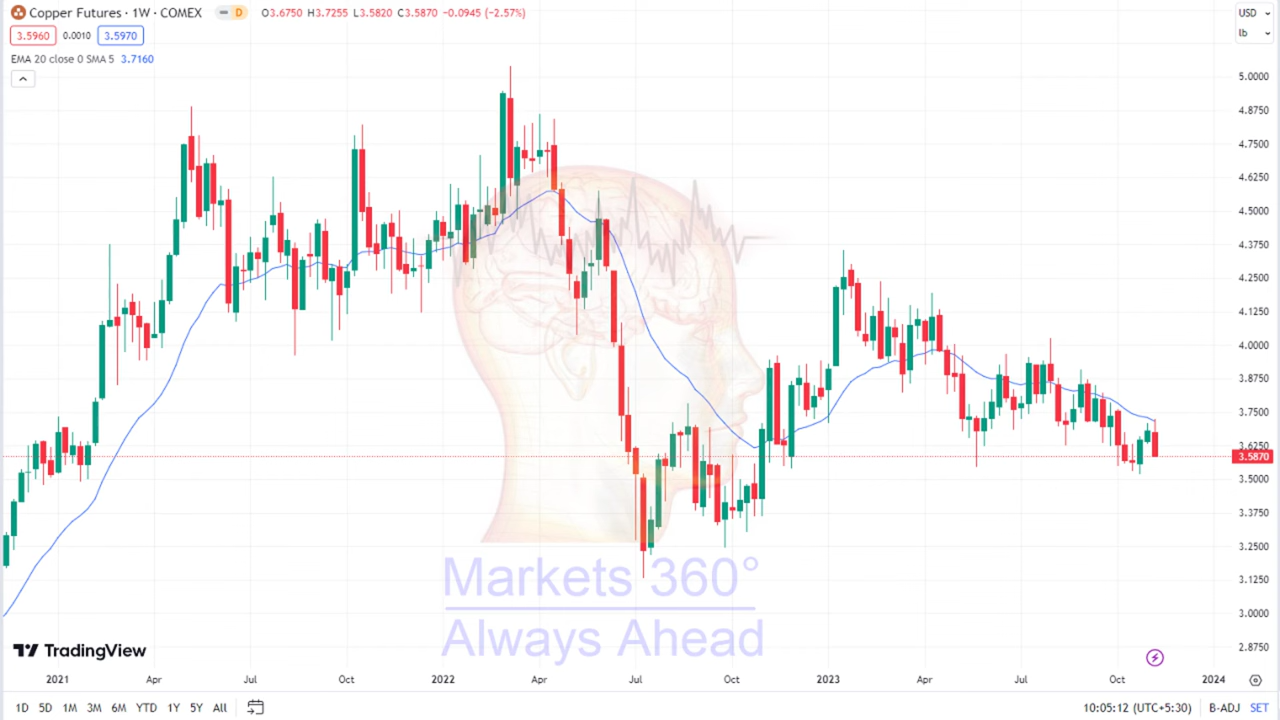 Copper Futures · 1W · COMEX D O3.6750 H3.7255 L3.5820 C3.5870 -0.0945 (-2.57%)
3.5960 0.0010 3.5970
EMA 20 close 0 SMA 5 3.7160
USD
lb
5.0000
4.8750
4.7500
4.6250
4.5000
4.3750
4.2500
4.1250
4.0000
3.8750
3.7500
3.6250
3.5870
3.5000
3.3750
3.2500
3.1250
3.0000
2.8750
Markets 360°
Always Ahead
TradingView
2021 Apr Jul Oct 2022 Apr Jul Oct 2023 Apr Jul Oct 2024
1D 5D 1M 3M 6M YTD 1Y 5Y All 10:05:12 (UTC+5:30) B-ADJ SET